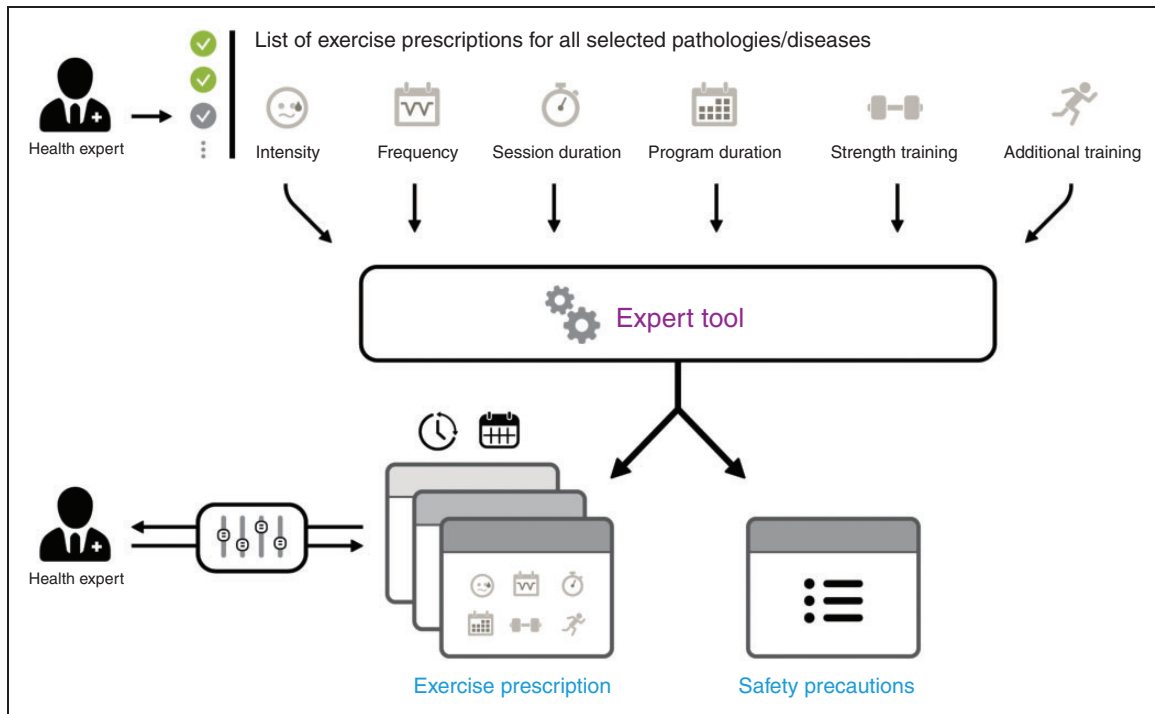 List of exercise prescriptions for all selected pathologies/diseases
Health expert
Intensity
Frequency
Session duration
Program duration
Strength training
Additional training
Expert tool
Health expert
Exercise prescription
Safety precautions